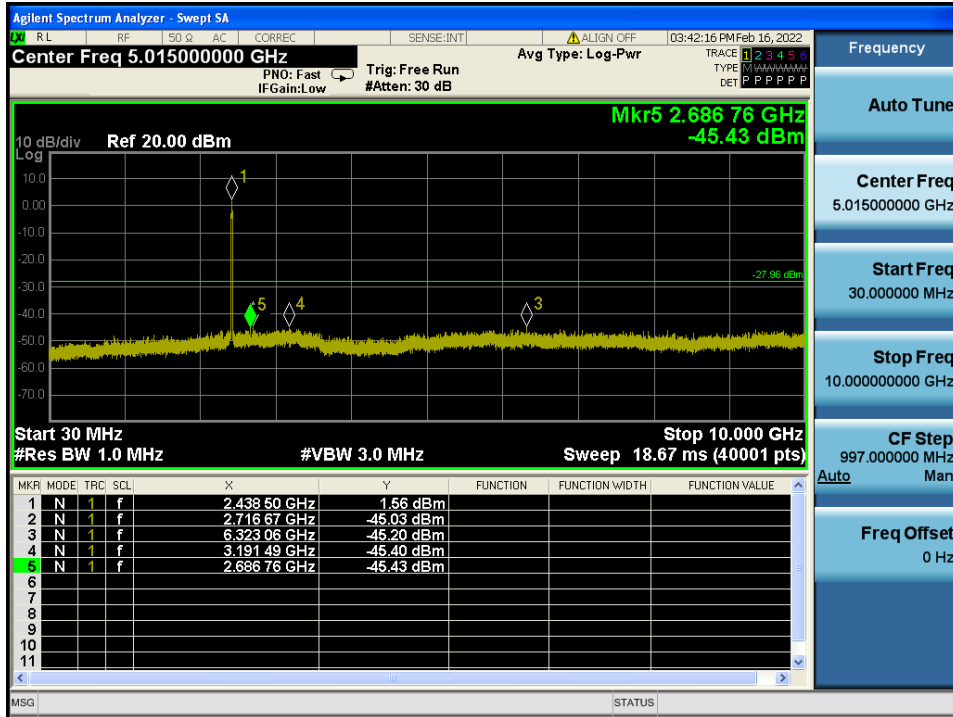 Agilent Spectrum Analyzer - Swept SA
LXI RL RF 50 Ω AC CORREC SENSE:INT ALIGN OFF 03:42:16 PM Feb 16, 2022
Center Freq 5.015000000 GHz
PNO: Fast
IFGain:Low
Trig: Free Run
#Atten: 30 dB
Avg Type: Log-Pwr
TRACE 1 2 3 4 5 6
TYPE MWWWWW
DET P P P P P P
Mkr5 2.686 76 GHz
-45.43 dBm
10 dB/div Ref 20.00 dBm
Log
10.0
0.00
-10.0
-20.0
-30.0
-40.0
-50.0
-60.0
-70.0
1
5
4
3
-27.96 dBm
Start 30 MHz Stop 10.000 GHz
#Res BW 1.0 MHz #VBW 3.0 MHz Sweep 18.67 ms (40001 pts)
MKR MODE TRC SCL X Y FUNCTION FUNCTION WIDTH FUNCTION VALUE
1 N 1 f 2.438 50 GHz 1.56 dBm
2 N 1 f 2.716 67 GHz -45.03 dBm
3 N 1 f 6.323 06 GHz -45.20 dBm
4 N 1 f 3.191 49 GHz -45.40 dBm
5 N 1 f 2.686 76 GHz -45.43 dBm
6
7
8
9
10
11
MSG STATUS
Frequency
Auto Tune
Center Freq
5.015000000 GHz
Start Freq
30.000000 MHz
Stop Freq
10.000000000 GHz
CF Step
997.000000 MHz
Auto Man
Freq Offset
0 Hz